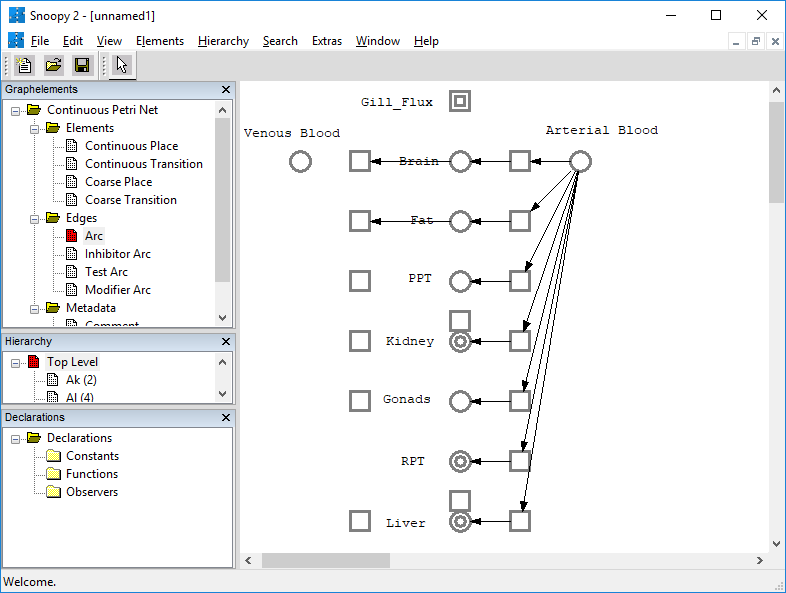 Snoopy 2 - [unnamed1]
File Edit View Elements Hierarchy Search Extras Window Help
Graphelements
Continuous Petri Net
Elements
Continuous Place
Continuous Transition
Coarse Place
Coarse Transition
Edges
Arc
Inhibitor Arc
Test Arc
Modifier Arc
Metadata
Comment
Hierarchy
Top Level
Ak (2)
Al (4)
Declarations
Declarations
Constants
Functions
Observers
Gill_Flux
Venous Blood
Arterial Blood
Brain
Fat
PPT
Kidney
Gonads
RPT
Liver
Welcome.